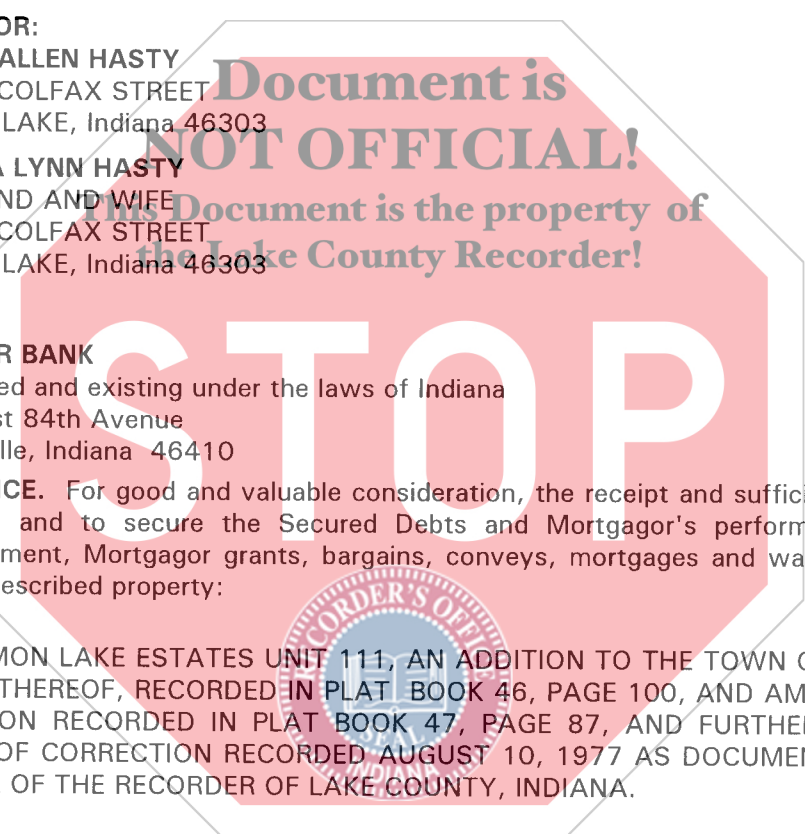 OR:
ALLEN HASTY
COLFAX STREET
LAKE, Indiana 46303
A LYNN HASTY
ND AND WIFE
COLFAX STREET
LAKE, Indiana 46303
Document is
NOT OFFICIAL!
This Document is the property of
the Lake County Recorder!
STOP
R BANK
ed and existing under the laws of Indiana
st 84th Avenue
lle, Indiana 46410
ICE. For good and valuable consideration, the receipt and suffici
and to secure the Secured Debts and Mortgagor's perform
ment, Mortgagor grants, bargains, conveys, mortgages and wa
escribed property:
MON LAKE ESTATES UNIT 111, AN ADDITION TO THE TOWN O
THEREOF, RECORDED IN PLAT BOOK 46, PAGE 100, AND AM
ON RECORDED IN PLAT BOOK 47, PAGE 87, AND FURTHER
OF CORRECTION RECORDED AUGUST 10, 1977 AS DOCUMEN
OF THE RECORDER OF LAKE COUNTY, INDIANA.
RECORDER'S OFFICE
SEAL
INDIANA